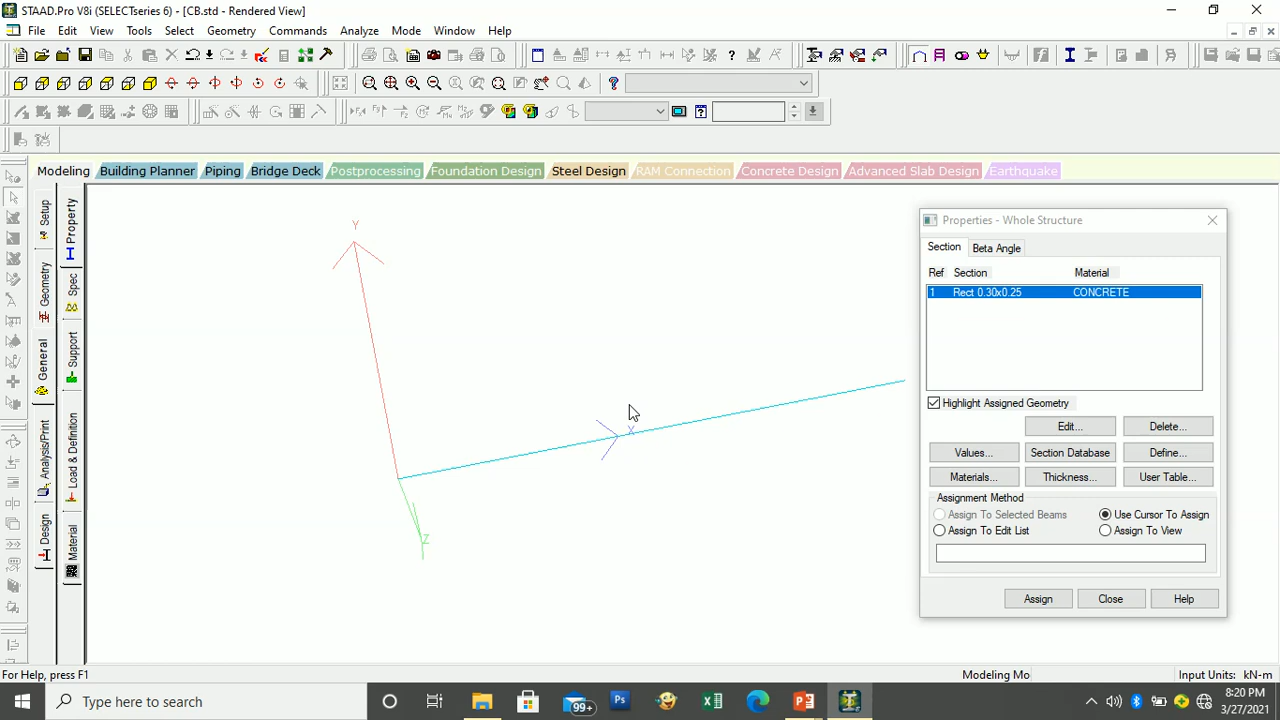 STAAD.Pro V8i (SELECTseries 6) - [CB.std - Rendered View]
File Edit View Tools Select Geometry Commands Analyze Mode Window Help
Modeling Building Planner Piping Bridge Deck Postprocessing Foundation Design Steel Design RAM Connection Concrete Design Advanced Slab Design Earthquake
Setup
Geometry
General
Analysis/Print
Design
Property
Spec
Support
Load & Definition
Material
Y
X
Z
Properties - Whole Structure
Section Beta Angle
Ref Section Material
1 Rect 0.30x0.25 CONCRETE
Highlight Assigned Geometry
Edit... Delete...
Values... Section Database Define...
Materials... Thickness... User Table...
Assignment Method
Assign To Selected Beams Use Cursor To Assign
Assign To Edit List Assign To View
Assign Close Help
For Help, press F1 Modeling Mo Input Units: kN-m
Type here to search
99+
Ps
8:20 PM
3/27/2021